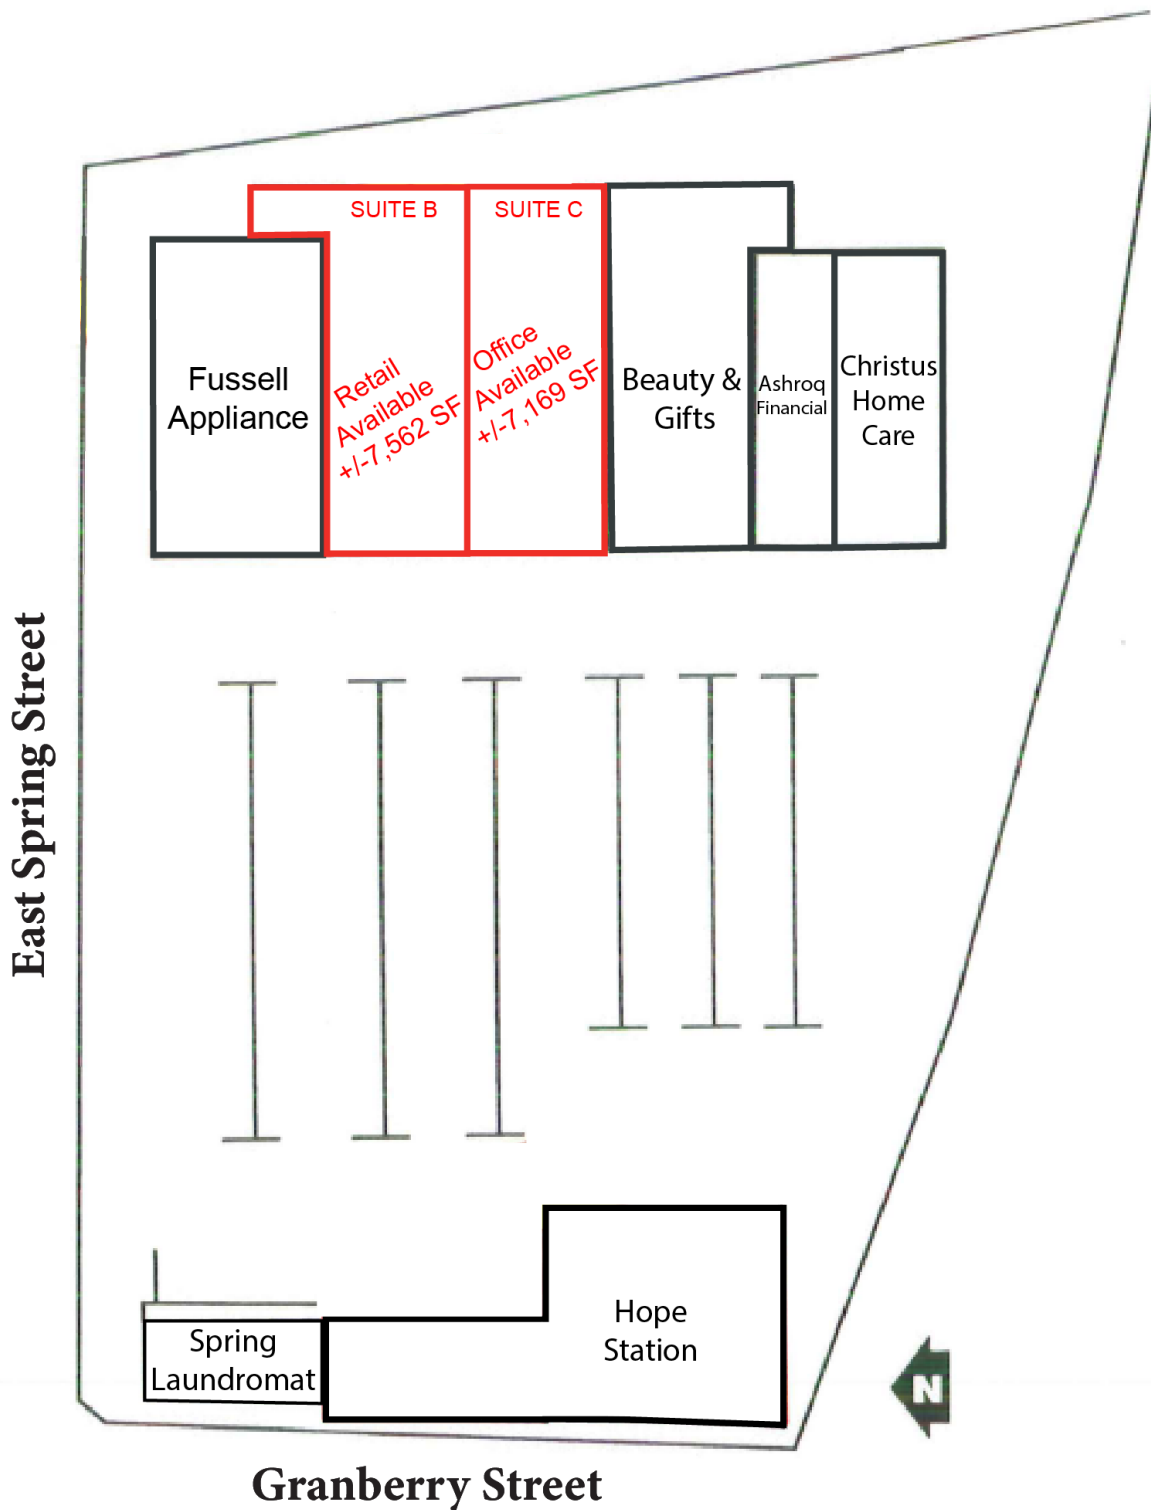 SUITE B
SUITE C
Fussell
Appliance
Retail
Available
+/-7,562 SF
Office
Available
+/-7,169 SF
Beauty &
Gifts
Ashroq
Financial
Christus
Home
Care
East Spring Street
Spring
Laundromat
Hope
Station
N
Granberry Street